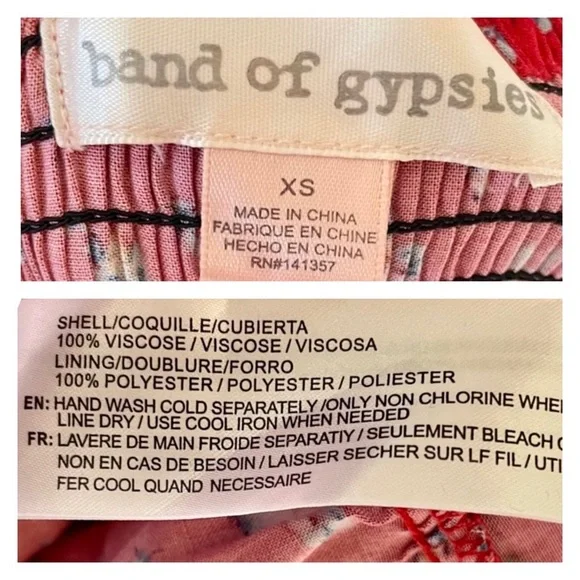 band of gypsies
XS
MADE IN CHINA
FABRIQUE EN CHINE
HECHO EN CHINA
RN#141357
SHELL/COQUILLE/CUBIERTA
100% VISCOSE / VISCOSE / VISCOSA
LINING/DOUBLURE/FORRO
100% POLYESTER / POLYESTER / POLIESTER
EN: HAND WASH COLD SEPARATELY /ONLY NON CHLORINE WHE
LINE DRY / USE COOL IRON WHEN NEEDED
FR: LAVERE DE MAIN FROIDE SEPARATIY / SEULEMENT BLEACH
NON EN CAS DE BESOIN / LAISSER SECHER SUR LF FIL / UTI
FER COOL QUAND NECESSAIRE